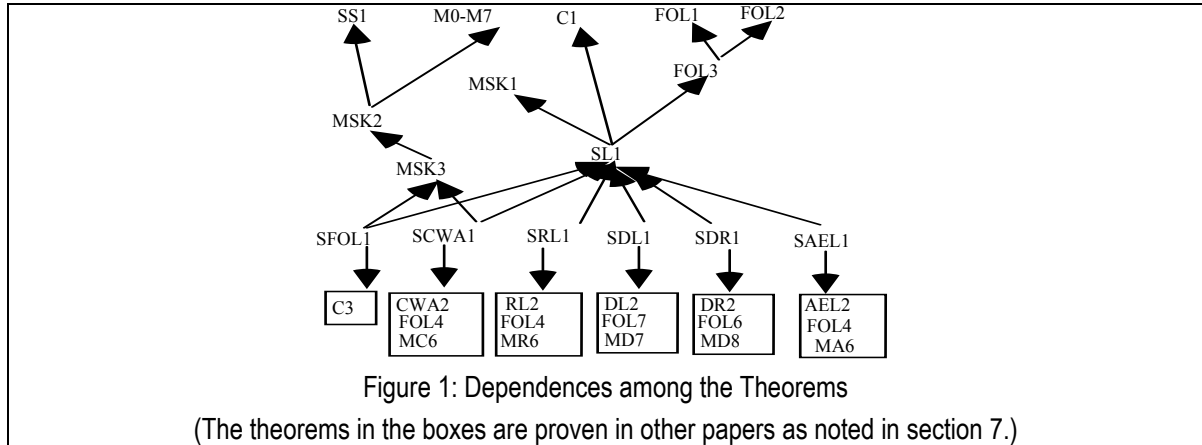 SS1 M0-M7 C1 FOL1 FOL2
FOL3
MSK1
MSK2
SL1
MSK3
SFOL1 SCWA1 SRL1 SDL1 SDR1 SAEL1
C3 CWA2 RL2 DL2 DR2 AEL2
FOL4 FOL4 FOL7 FOL6 FOL4
MC6 MR6 MD7 MD8 MA6
Figure 1: Dependences among the Theorems
(The theorems in the boxes are proven in other papers as noted in section 7.)